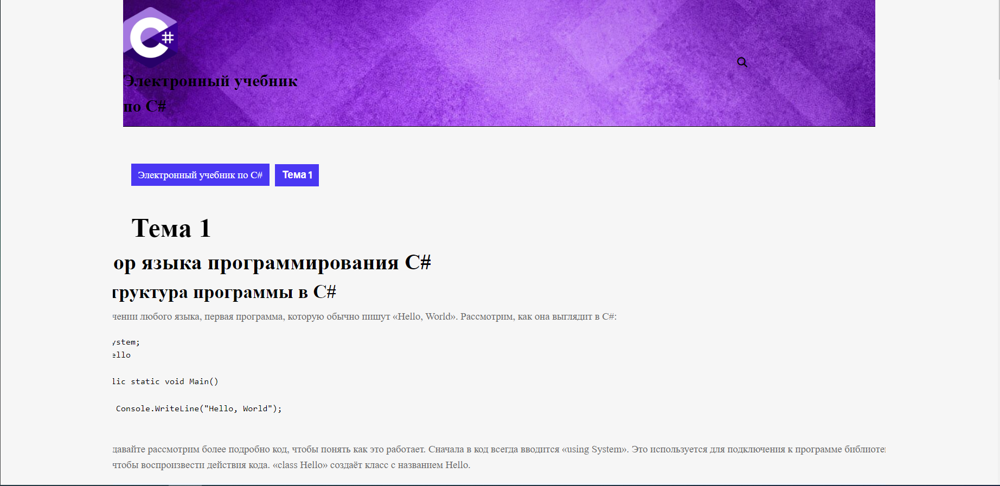 C#
Электронный учебник
по C#
Электронный учебник по C# Тема 1
Тема 1
ор языка программирования C#
труктура программы в C#
чении любого языка, первая программа, которую обычно пишут «Hello, World». Рассмотрим, как она выглядит в C#:
ystem;
ello
lic static void Main()
Console.WriteLine("Hello, World");
давайте рассмотрим более подробно код, чтобы понять как это работает. Сначала в код всегда вводится «using System». Это используется для подключения к программе библиоте
чтобы воспроизвести действия кода. «class Hello» создаёт класс с названием Hello.